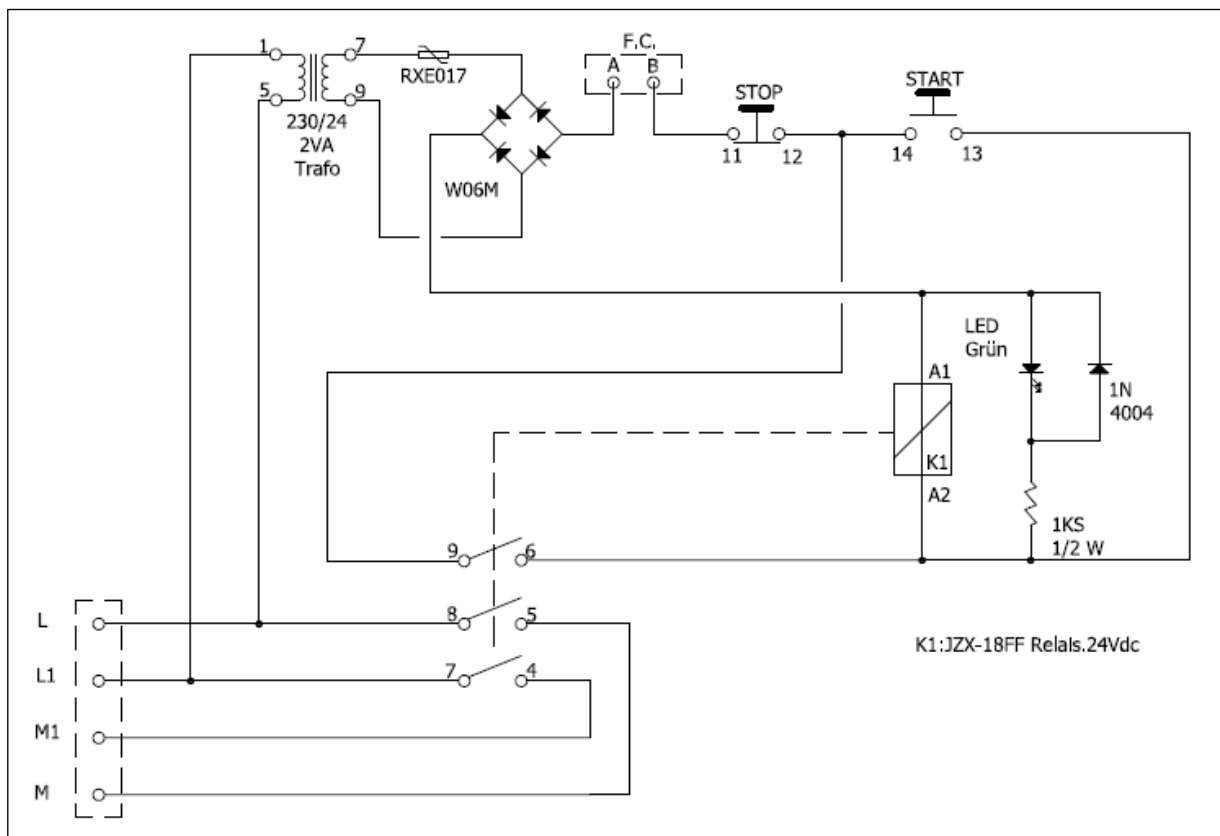 F.C.
A B
1
7
5
9
RXE017
230/24
2VA
Trafo
W06M
STOP
11
12
START
14
13
LED
Grün
1N
4004
A1
K1
A2
1KS
1/2 W
9
6
8
5
7
4
L
L1
M1
M
K1:JZX-18FF Relais.24Vdc